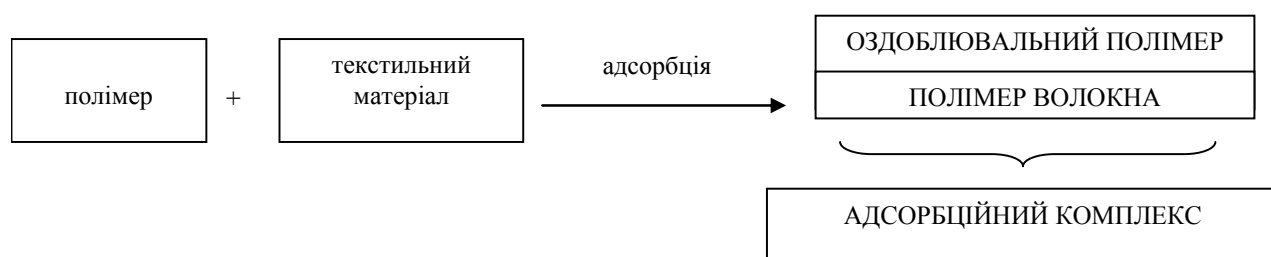 полімер
+
текстильний
матеріал
адсорбція
ОЗДОБЛЮВАЛЬНИЙ ПОЛІМЕР
ПОЛІМЕР ВОЛОКНА
АДСОРБЦІЙНИЙ КОМПЛЕКС